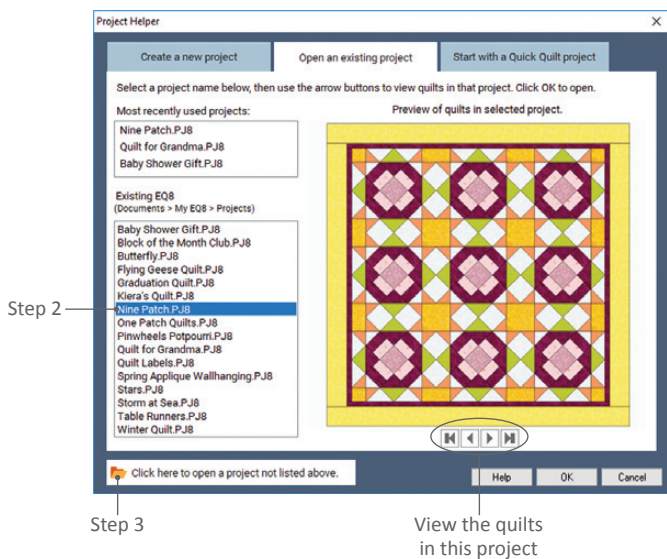 Project Helper
Create a new project
Open an existing project
Start with a Quick Quilt project
Select a project name below, then use the arrow buttons to view quilts in that project. Click OK to open.
Most recently used projects:
Nine Patch.PJ8
Quilt for Grandma.PJ8
Baby Shower Gift.PJ8
Preview of quilts in selected project.
Existing EQ8
(Documents > My EQ8 > Projects)
Baby Shower Gift.PJ8
Block of the Month Club.PJ8
Butterfly.PJ8
Flying Geese Quilt.PJ8
Graduation Quilt.PJ8
Kiera's Quilt.PJ8
Step 2
Nine Patch.PJ8
One Patch Quilts.PJ8
Pinwheels Potpourri.PJ8
Quilt for Grandma.PJ8
Quilt Labels.PJ8
Spring Applique Wallhanging.PJ8
Stars.PJ8
Storm at Sea.PJ8
Table Runners.PJ8
Winter Quilt.PJ8
Click here to open a project not listed above.
Help
OK
Cancel
Step 3
View the quilts
in this project